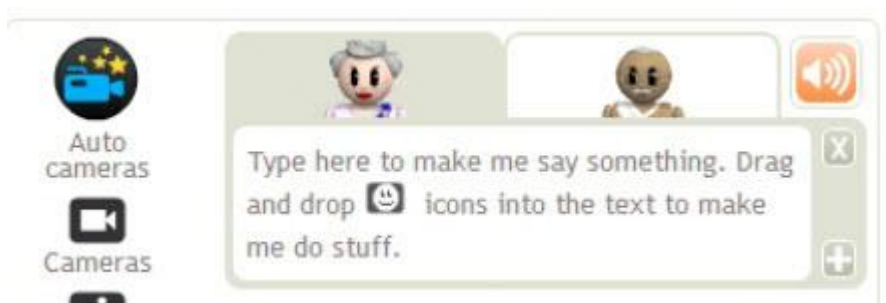 Auto
cameras
Cameras
Type here to make me say something. Drag
and drop icons into the text to make
me do stuff.
X